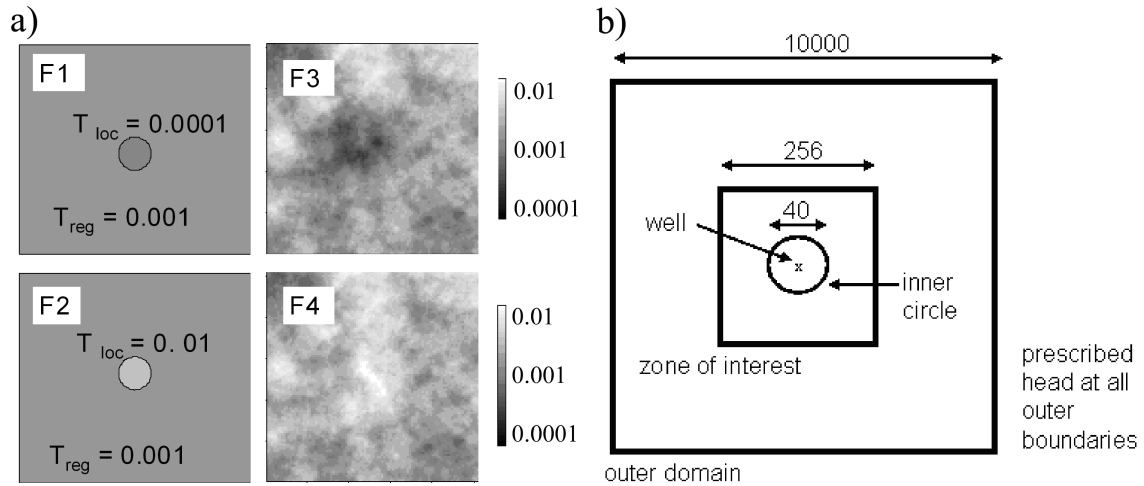 a)
F1
T loc = 0.0001
Treg = 0.001
F3
0.01
0.001
0.0001
F2
T loc = 0. 01
Treg = 0.001
F4
0.01
0.001
0.0001
b)
10000
256
40
well
inner
circle
zone of interest
prescribed
head at all
outer
boundaries
outer domain
x